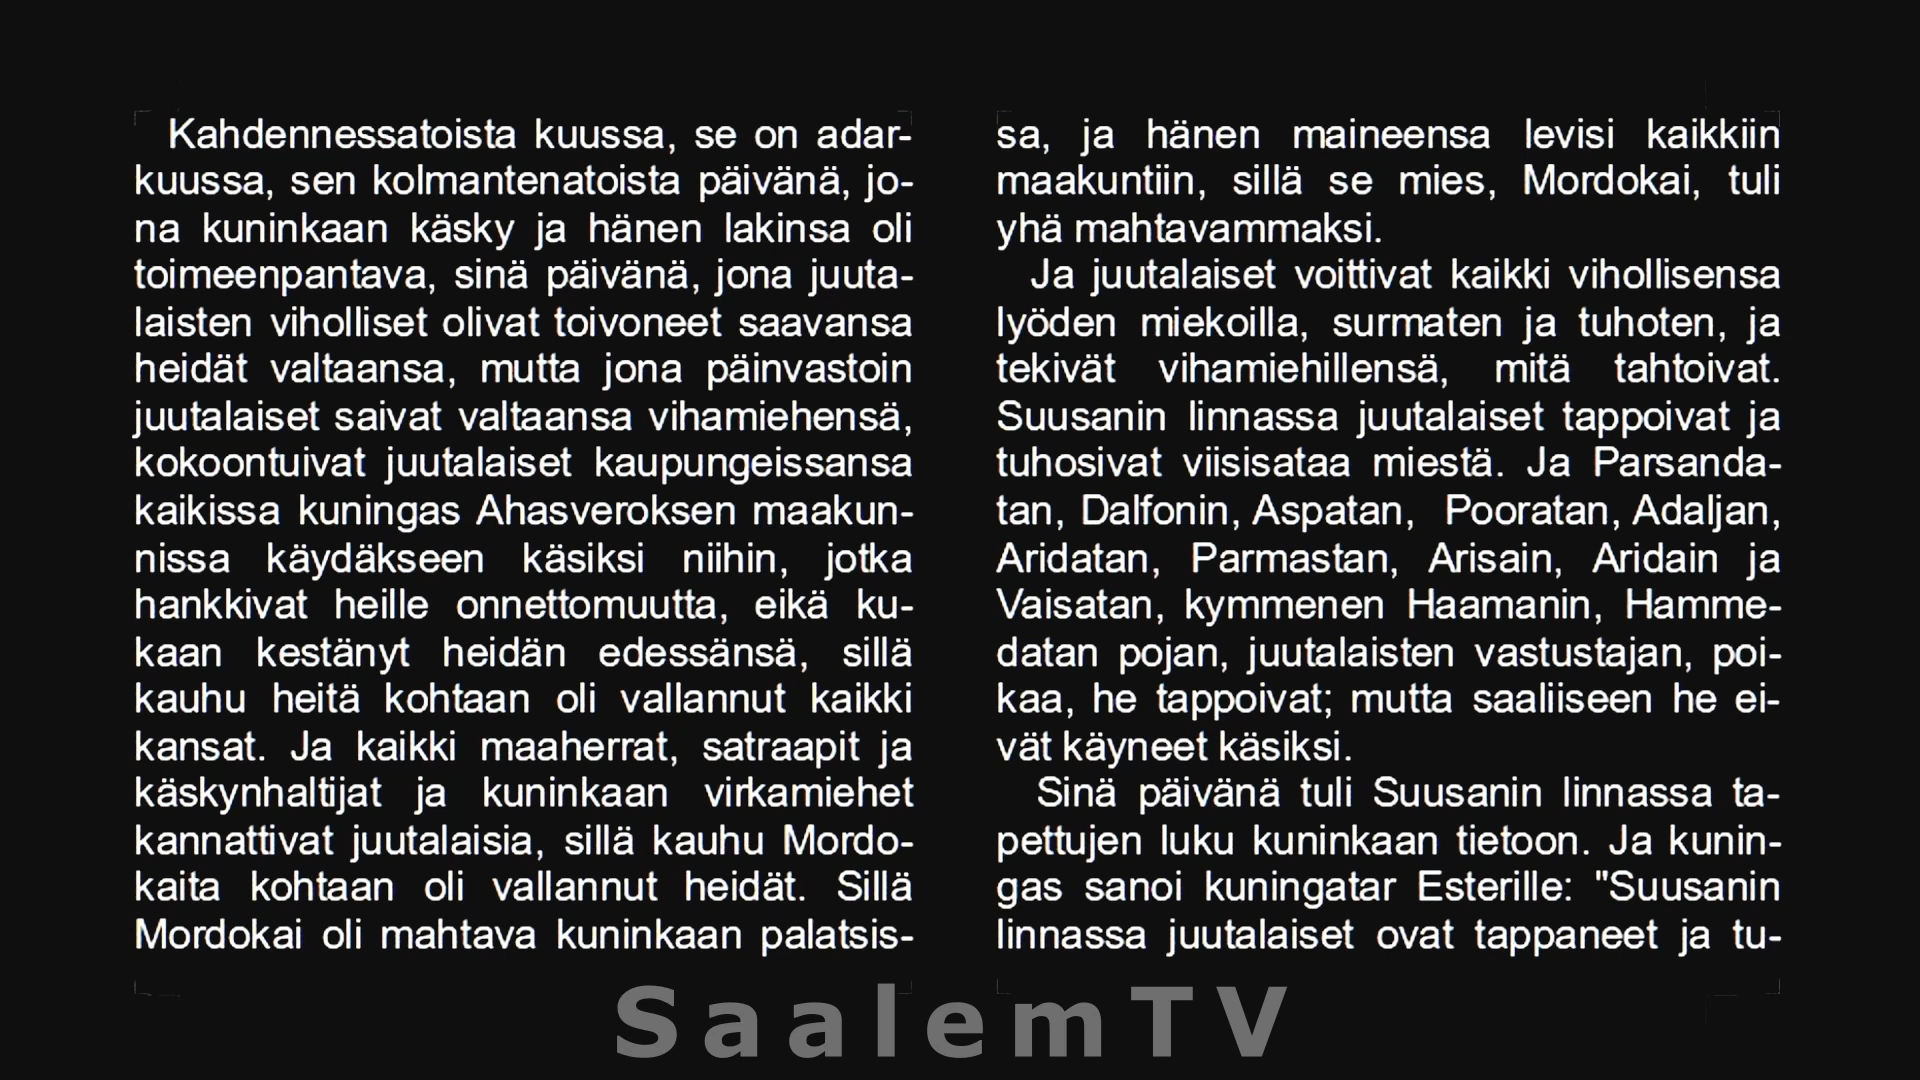 Kahdennessatoista kuussa, se on adar-
kuussa, sen kolmantenatoista päivänä, jo-
na kuninkaan käsky ja hänen lakinsa oli
toimeenpantava, sinä päivänä, jona juuta-
laisten viholliset olivat toivoneet saavansa
heidät valtaansa, mutta jona päinvastoin
juutalaiset saivat valtaansa vihamiehensä,
kokoontuivat juutalaiset kaupungeissansa
kaikissa kuningas Ahasveroksen maakun-
nissa käydäkseen käsiksi niihin, jotka
hankkivat heille onnettomuutta, eikä ku-
kaan kestänyt heidän edessänsä, sillä
kauhu heitä kohtaan oli vallannut kaikki
kansat. Ja kaikki maaherrat, satraapit ja
käskynhaltijat ja kuninkaan virkamiehet
kannattivat juutalaisia, sillä kauhu Mordo-
kaita kohtaan oli vallannut heidät. Sillä
Mordokai oli mahtava kuninkaan palatsis-
sa, ja hänen maineensa levisi kaikkiin
maakuntiin, sillä se mies, Mordokai, tuli
yhä mahtavammaksi.
Ja juutalaiset voittivat kaikki vihollisensa
lyöden miekoilla, surmaten ja tuhoten, ja
tekivät vihamiehillensä, mitä tahtoivat.
Suusanin linnassa juutalaiset tappoivat ja
tuhosivat viisisataa miestä. Ja Parsanda-
tan, Dalfonin, Aspatan, Pooratan, Adaljan,
Aridatan, Parmastan, Arisain, Aridain ja
Vaisatan, kymmenen Haamanin, Hamme-
datan pojan, juutalaisten vastustajan, poi-
kaa, he tappoivat; mutta saaliiseen he ei-
vät käyneet käsiksi.
Sinä päivänä tuli Suusanin linnassa ta-
pettujen luku kuninkaan tietoon. Ja kunin-
gas sanoi kuningatar Esterille: "Suusanin
linnassa juutalaiset ovat tappaneet ja tu-
SaalemTV